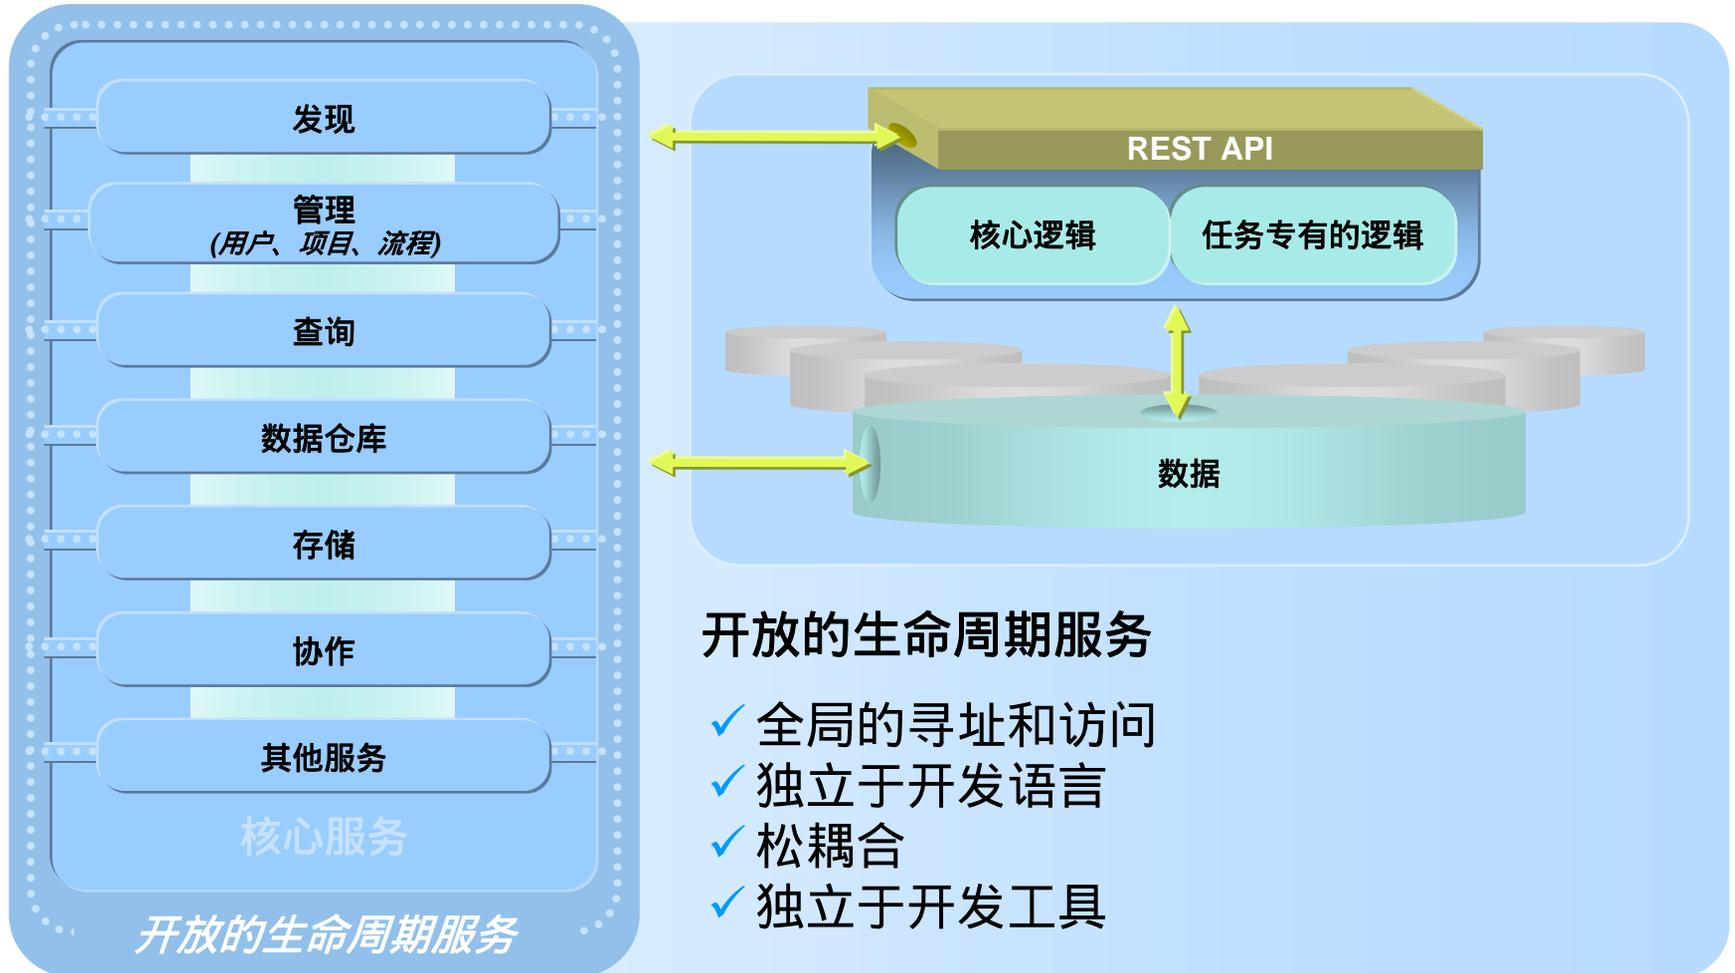 发现
管理
(用户、项目、流程)
查询
数据仓库
存储
协作
其他服务
核心服务
开放的生命周期服务
REST API
核心逻辑
任务专有的逻辑
数据
开放的生命周期服务
全局的寻址和访问
独立于开发语言
松耦合
独立于开发工具